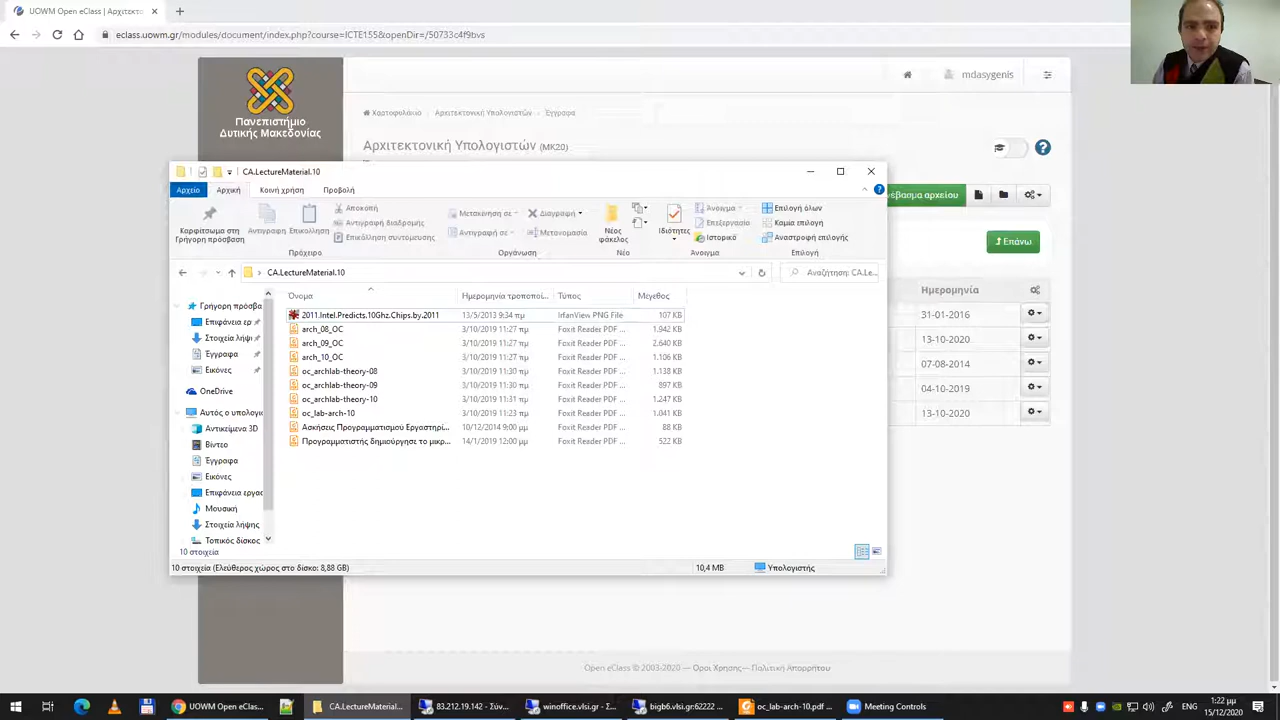 UOWM Open eClass | Αρχιτεκτο
eclass.uowm.gr/modules/document/index.php?course=ICTE155&openDir=/50733c4f9bvs
Πανεπιστήμιο
Δυτικής Μακεδονίας
mdasygenis
Χαρτοφυλάκιο Αρχιτεκτονική Υπολογιστών Έγγραφα
Αρχιτεκτονική Υπολογιστών (MK20)
CA.LectureMaterial.10
Αρχείο Αρχική Κοινή χρήση Προβολή
νέβασμα αρχείου
Καρφίτσωμα στη
Γρήγορη πρόσβαση
Αντιγραφή Επικόλληση
Αποκοπή
Αντιγραφή διαδρομής
Επικόλληση συντόμευσης
Πρόχειρο
Μετακίνηση σε Διαγραφή
Αντιγραφή σε Μετονομασία
Οργάνωση
Νέος
φάκελος
Νέο
Ιδιότητες
Άνοιγμα
Επεξεργασία
Ιστορικό
Άνοιγμα
Επιλογή όλων
Καμία επιλογή
Αναστροφή επιλογής
Επιλογή
Επάνω
CA.LectureMaterial.10
Αναζήτηση: CA.Le...
Όνομα Ημερομηνία τροποποί... Τύπος Μέγεθος
2011.Intel.Predicts.10Ghz.Chips.by.2011 13/5/2013 9:34 πμ IrfanView PNG File 107 KB
arch_08_OC 3/10/2019 11:27 πμ Foxit Reader PDF ... 1.942 KB
arch_09_OC 3/10/2019 11:27 πμ Foxit Reader PDF ... 2.640 KB
arch_10_OC 3/10/2019 11:27 πμ Foxit Reader PDF ... 1.106 KB
oc_archlab-theory-08 3/10/2019 11:30 πμ Foxit Reader PDF ... 1.138 KB
oc_archlab-theory-09 3/10/2019 11:30 πμ Foxit Reader PDF ... 897 KB
oc_archlab-theory-10 3/10/2019 11:31 πμ Foxit Reader PDF ... 1.247 KB
oc_lab-arch-10 3/10/2019 11:23 πμ Foxit Reader PDF ... 1.041 KB
Ασκήσεις Προγραμματισμού Εργαστηρί... 10/12/2014 9:00 μμ Foxit Reader PDF ... 88 KB
Προγραμματιστής δημιούργησε το μικρ... 14/1/2019 12:00 μμ Foxit Reader PDF ... 522 KB
Γρήγορη πρόσβα
Επιφάνεια ερ
Στοιχεία λήψ
Έγγραφα
Εικόνες
OneDrive
Αυτός ο υπολογι
Αντικείμενα 3D
Βίντεο
Έγγραφα
Εικόνες
Επιφάνεια εργασ
Μουσική
Στοιχεία λήψης
Τοπικός δίσκος
Ημερομηνία
31-01-2016
13-10-2020
07-08-2014
04-10-2019
13-10-2020
10 στοιχεία
10 στοιχεία (Ελεύθερος χώρος στο δίσκο: 8,88 GB) 10,4 MB Υπολογιστής
Open eClass © 2003-2020 — Όροι Χρήσης— Πολιτική Απορρήτου
UOWM Open eClas... CA.LectureMaterial... 83.212.19.142 - Σύν... winoffice.vlsi.gr - Σ... bigb6.vlsi.gr:62222 ... oc_lab-arch-10.pdf ... Meeting Controls
1:22 μμ
15/12/2020